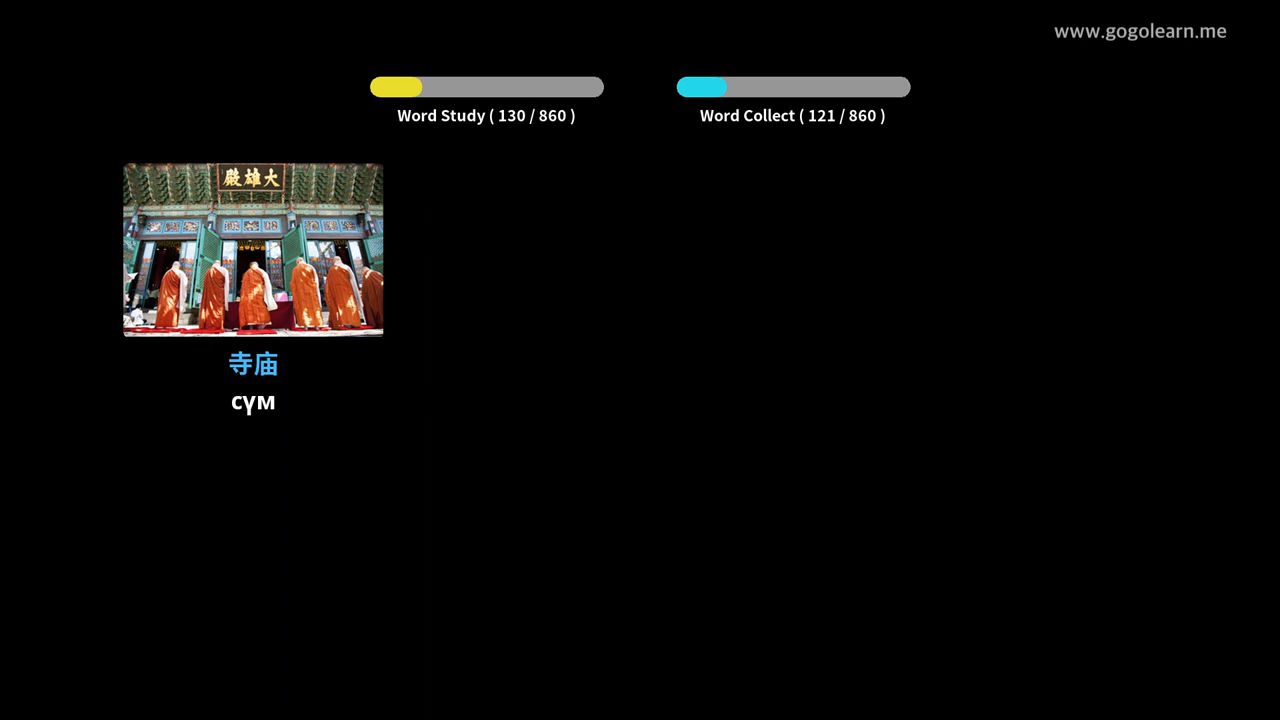 www.gogolearn.me
Word Study ( 130 / 860 )
Word Collect ( 121 / 860 )
殿雄大
寺庙
сүм